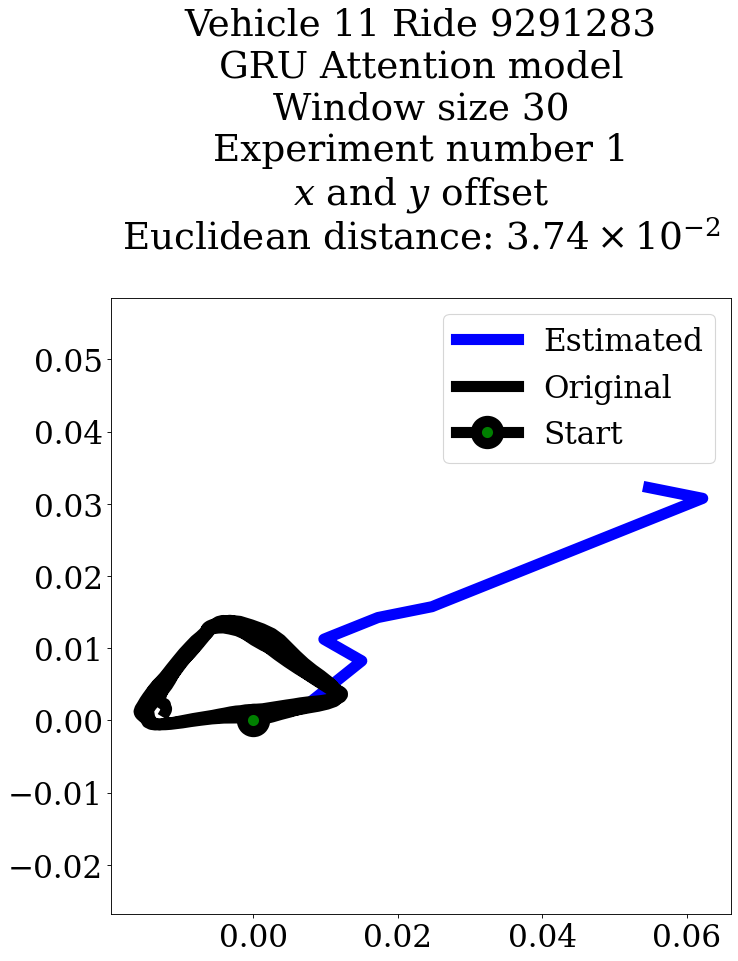 Vehicle 11 Ride 9291283
GRU Attention model
Window size 30
Experiment number 1
x and y offset
Euclidean distance: 3.74 × 10⁻²
Estimated
Original
Start
0.05
0.04
0.03
0.02
0.01
0.00
−0.01
−0.02
0.00 0.02 0.04 0.06